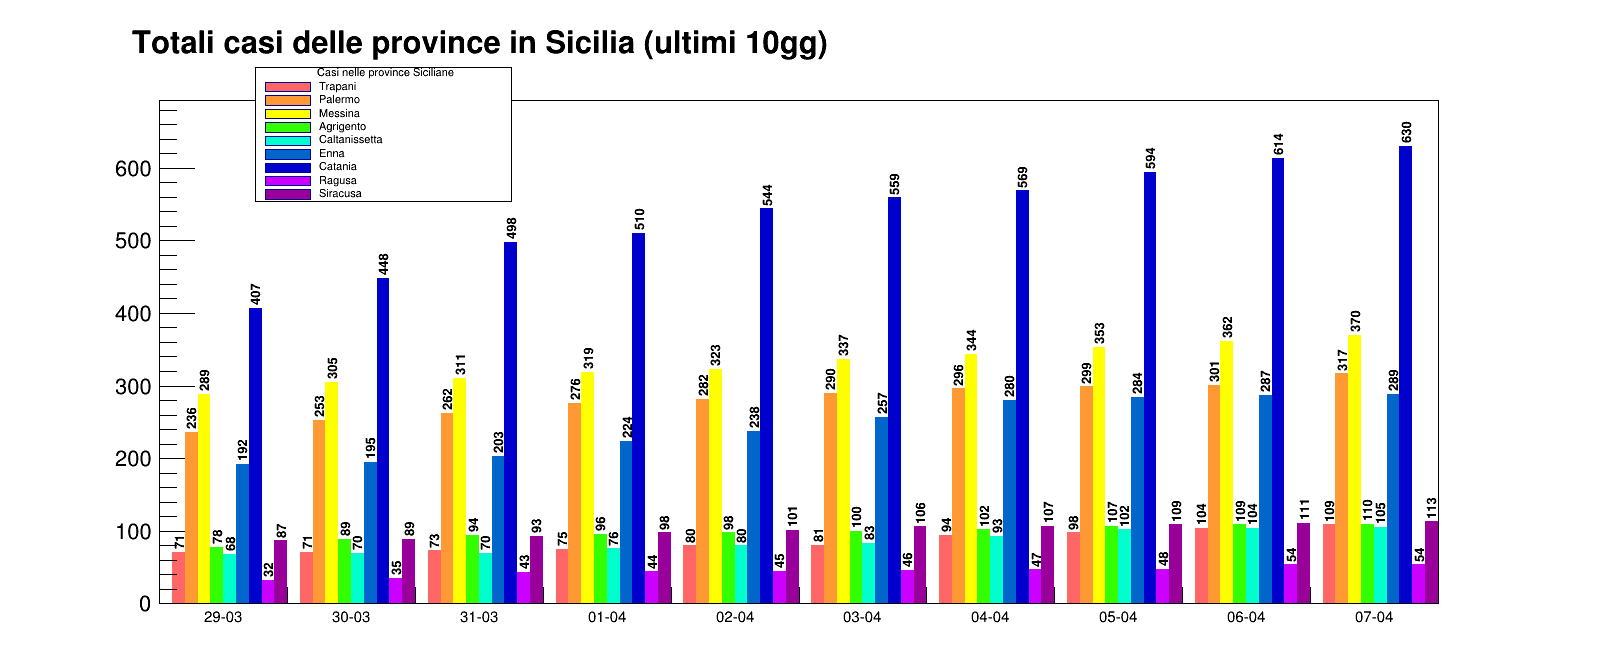 Totali casi delle province in Sicilia (ultimi 10gg)
Casi nelle province Siciliane
Trapani
Palermo
Messina
Agrigento
Caltanissetta
Enna
Catania
Ragusa
Siracusa
600
500
400
300
200
100
0
71 236 289 78 68 192 407 32 87
71 253 305 89 70 195 448 35 89
73 262 311 94 70 203 498 43 93
75 276 319 96 76 224 510 44 98
80 282 323 98 80 238 544 45 101
81 290 337 100 83 257 559 46 106
94 296 344 102 93 280 569 47 107
98 299 353 107 102 284 594 48 109
104 301 362 109 104 287 614 54 111
109 317 370 110 105 289 630 54 113
29-03 30-03 31-03 01-04 02-04 03-04 04-04 05-04 06-04 07-04